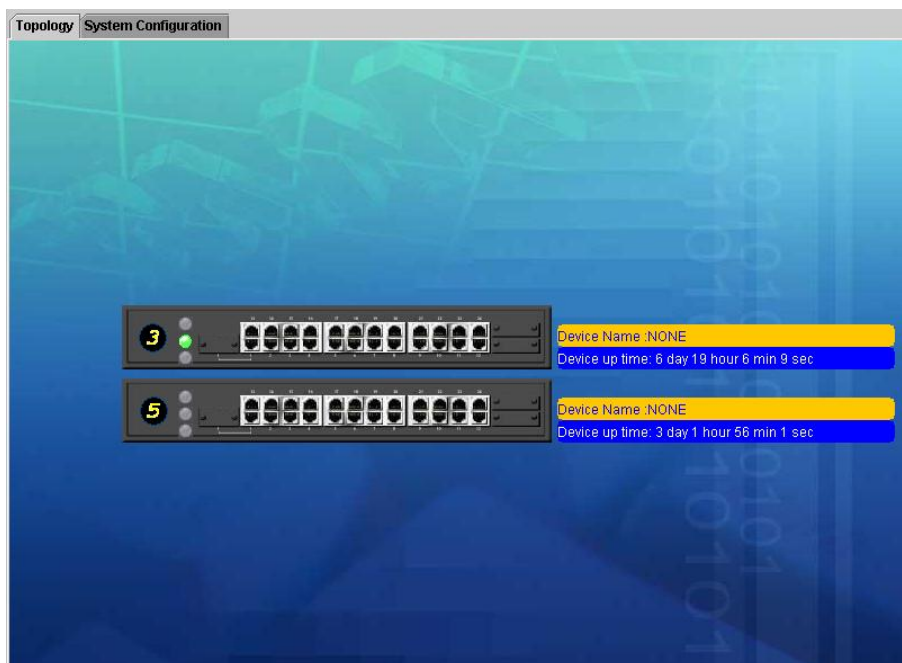 Topology System Configuration
3
Device Name :NONE
Device up time: 6 day 19 hour 6 min 9 sec
5
Device Name :NONE
Device up time: 3 day 1 hour 56 min 1 sec